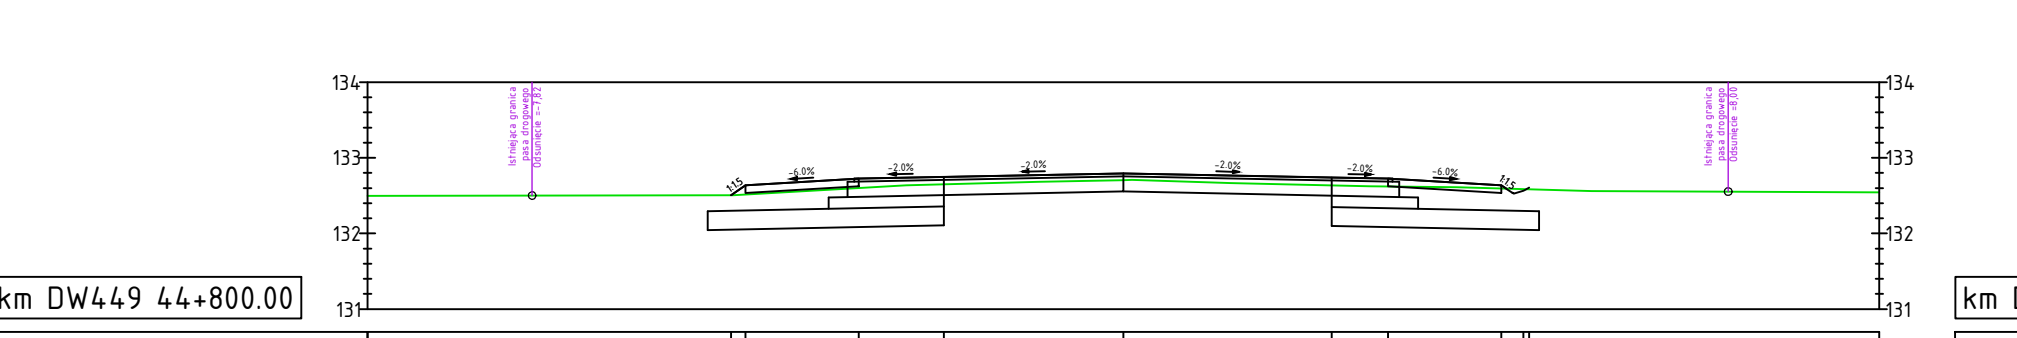 134
134
Istniejąca granica
pasa drogowego
Odsunięcie =-7,82
Istniejąca granica
pasa drogowego
Odsunięcie =8,00
133
133
1:1.5
-6.0%
-2.0%
-2.0%
-2.0%
-2.0%
-6.0%
1:1.5
132
132
km DW449 44+800.00
131
131
km